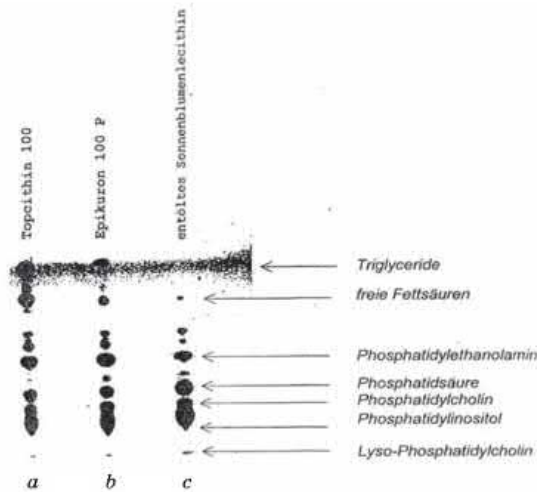 Topcithin 100
Epikuron 100 P
entöltes Sonnenblumenlecithin
Triglyceride
freie Fettsäuren
Phosphatidylethanolamin
Phosphatidsäure
Phosphatidylcholin
Phosphatidylinositol
Lyso-Phosphatidylcholin
a
b
c